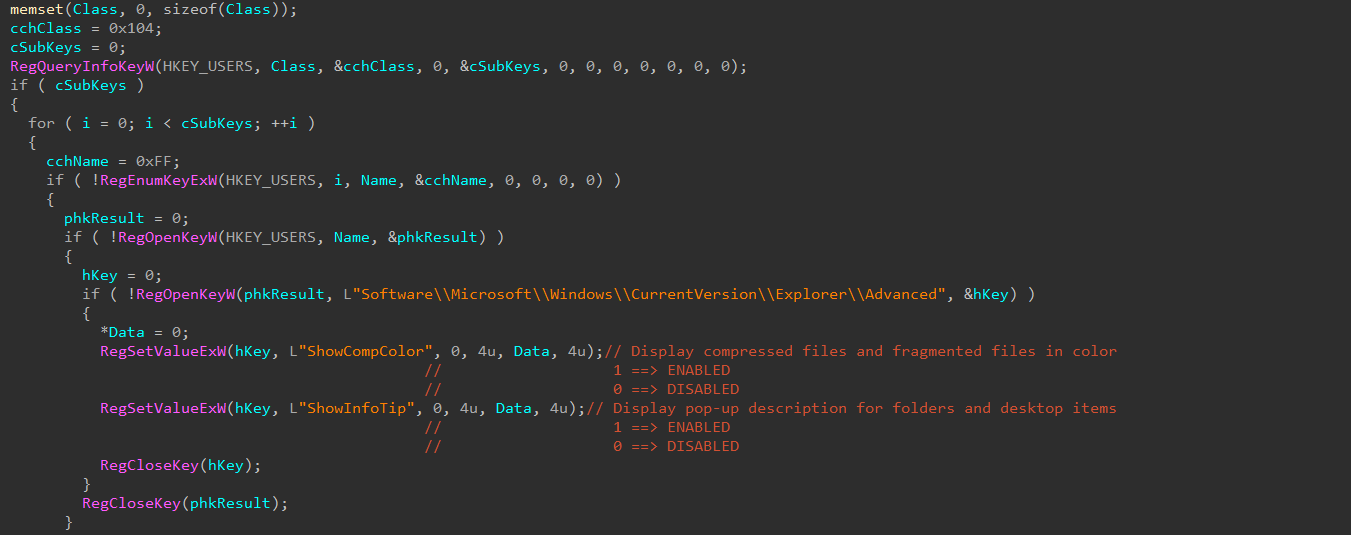 memset(Class, 0, sizeof(Class));
cchClass = 0x104;
cSubKeys = 0;
RegQueryInfoKeyW(HKEY_USERS, Class, &cchClass, 0, &cSubKeys, 0, 0, 0, 0, 0, 0, 0);
if ( cSubKeys )
{
  for ( i = 0; i < cSubKeys; ++i )
  {
    cchName = 0xFF;
    if ( !RegEnumKeyExW(HKEY_USERS, i, Name, &cchName, 0, 0, 0, 0) )
    {
      phkResult = 0;
      if ( !RegOpenKeyW(HKEY_USERS, Name, &phkResult) )
      {
        hKey = 0;
        if ( !RegOpenKeyW(phkResult, L"Software\\Microsoft\\Windows\\CurrentVersion\\Explorer\\Advanced", &hKey) )
        {
          *Data = 0;
          RegSetValueExW(hKey, L"ShowCompColor", 0, 4u, Data, 4u);// Display compressed files and fragmented files in color
                                              //                   1 ==> ENABLED
                                              //                   0 ==> DISABLED
          RegSetValueExW(hKey, L"ShowInfoTip", 0, 4u, Data, 4u);// Display pop-up description for folders and desktop items
                                              //                   1 ==> ENABLED
                                              //                   0 ==> DISABLED
          RegCloseKey(hKey);
        }
        RegCloseKey(phkResult);
      }